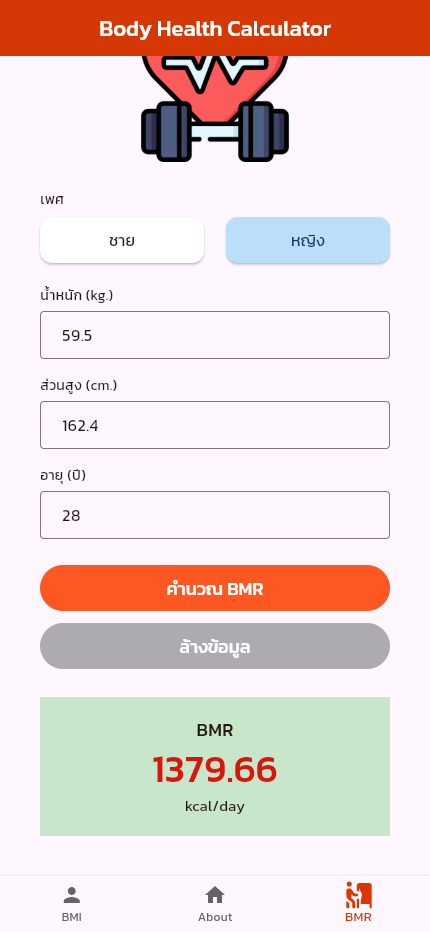 Body Health Calculator
เพศ
ชาย
หญิง
น้ำหนัก (kg.)
59.5
ส่วนสูง (cm.)
162.4
อายุ (ปี)
28
คำนวณ BMR
ล้างข้อมูล
BMR
1379.66
kcal/day
BMI
About
BMR